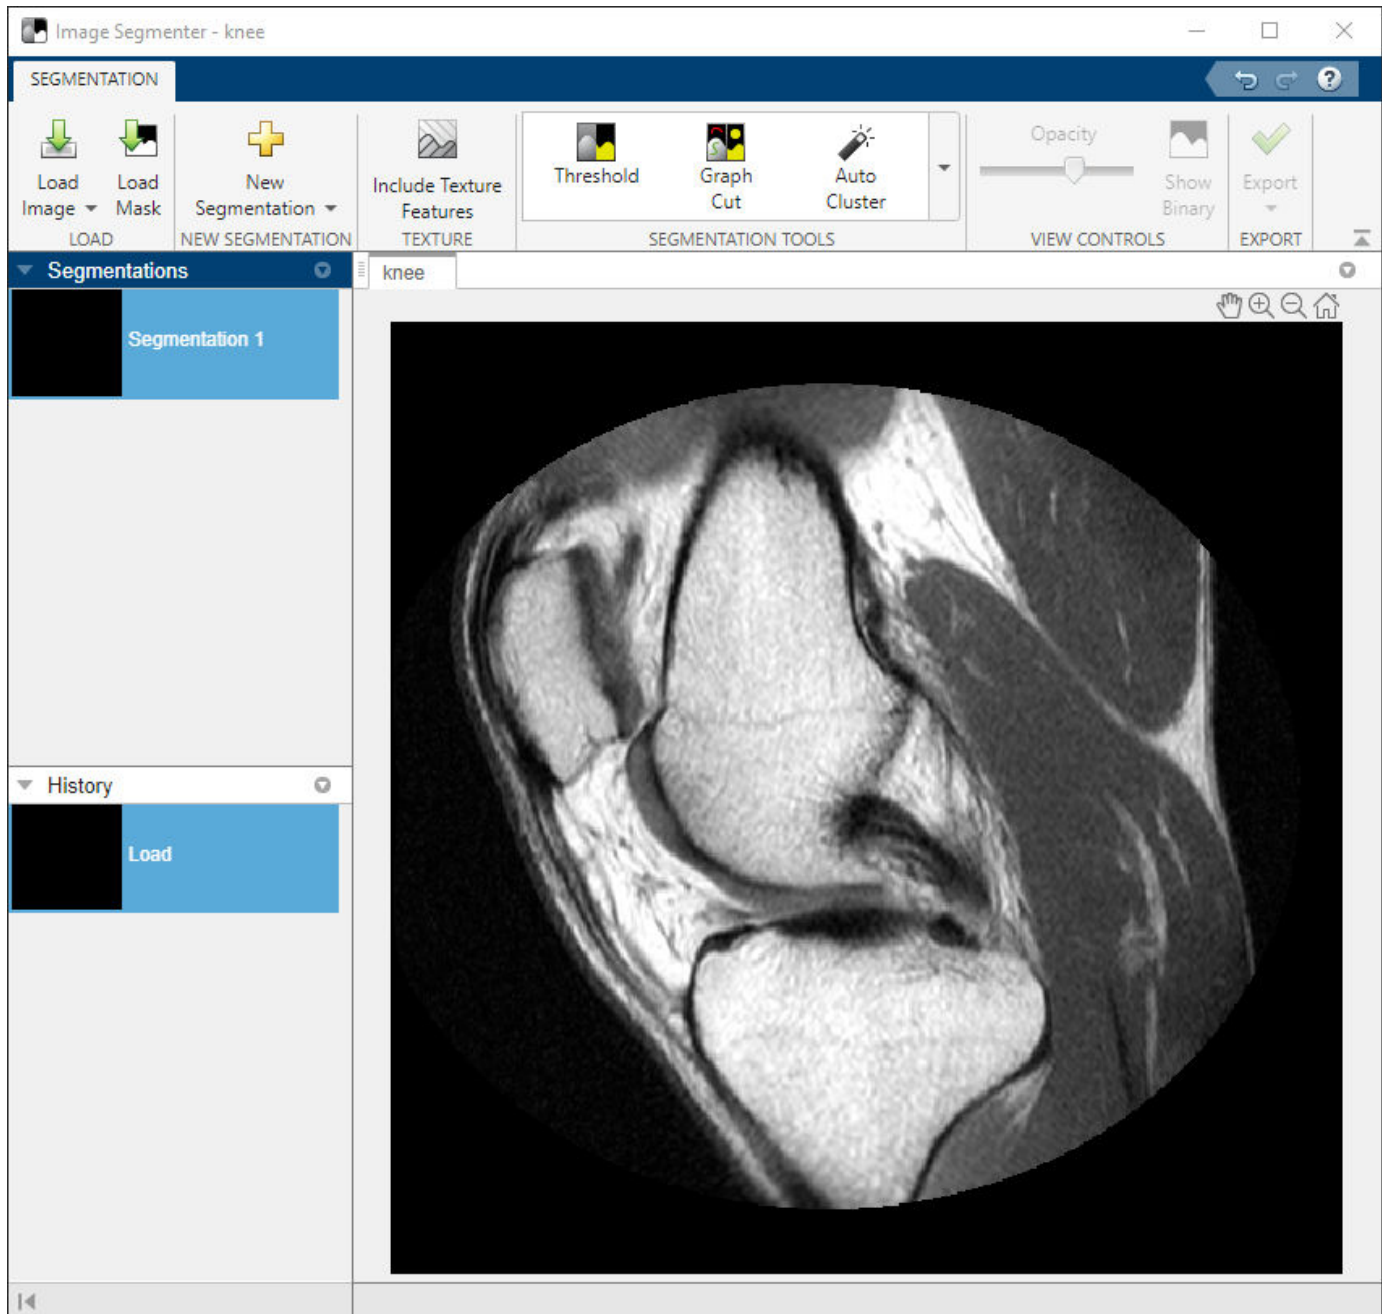 Image Segmenter - knee
SEGMENTATION
?
Load
Image
Load
Mask
New
Segmentation
Include Texture
Features
Threshold
Graph
Cut
Auto
Cluster
Opacity
Show
Binary
Export
LOAD
NEW SEGMENTATION
TEXTURE
SEGMENTATION TOOLS
VIEW CONTROLS
EXPORT
Segmentations
knee
Segmentation 1
History
Load